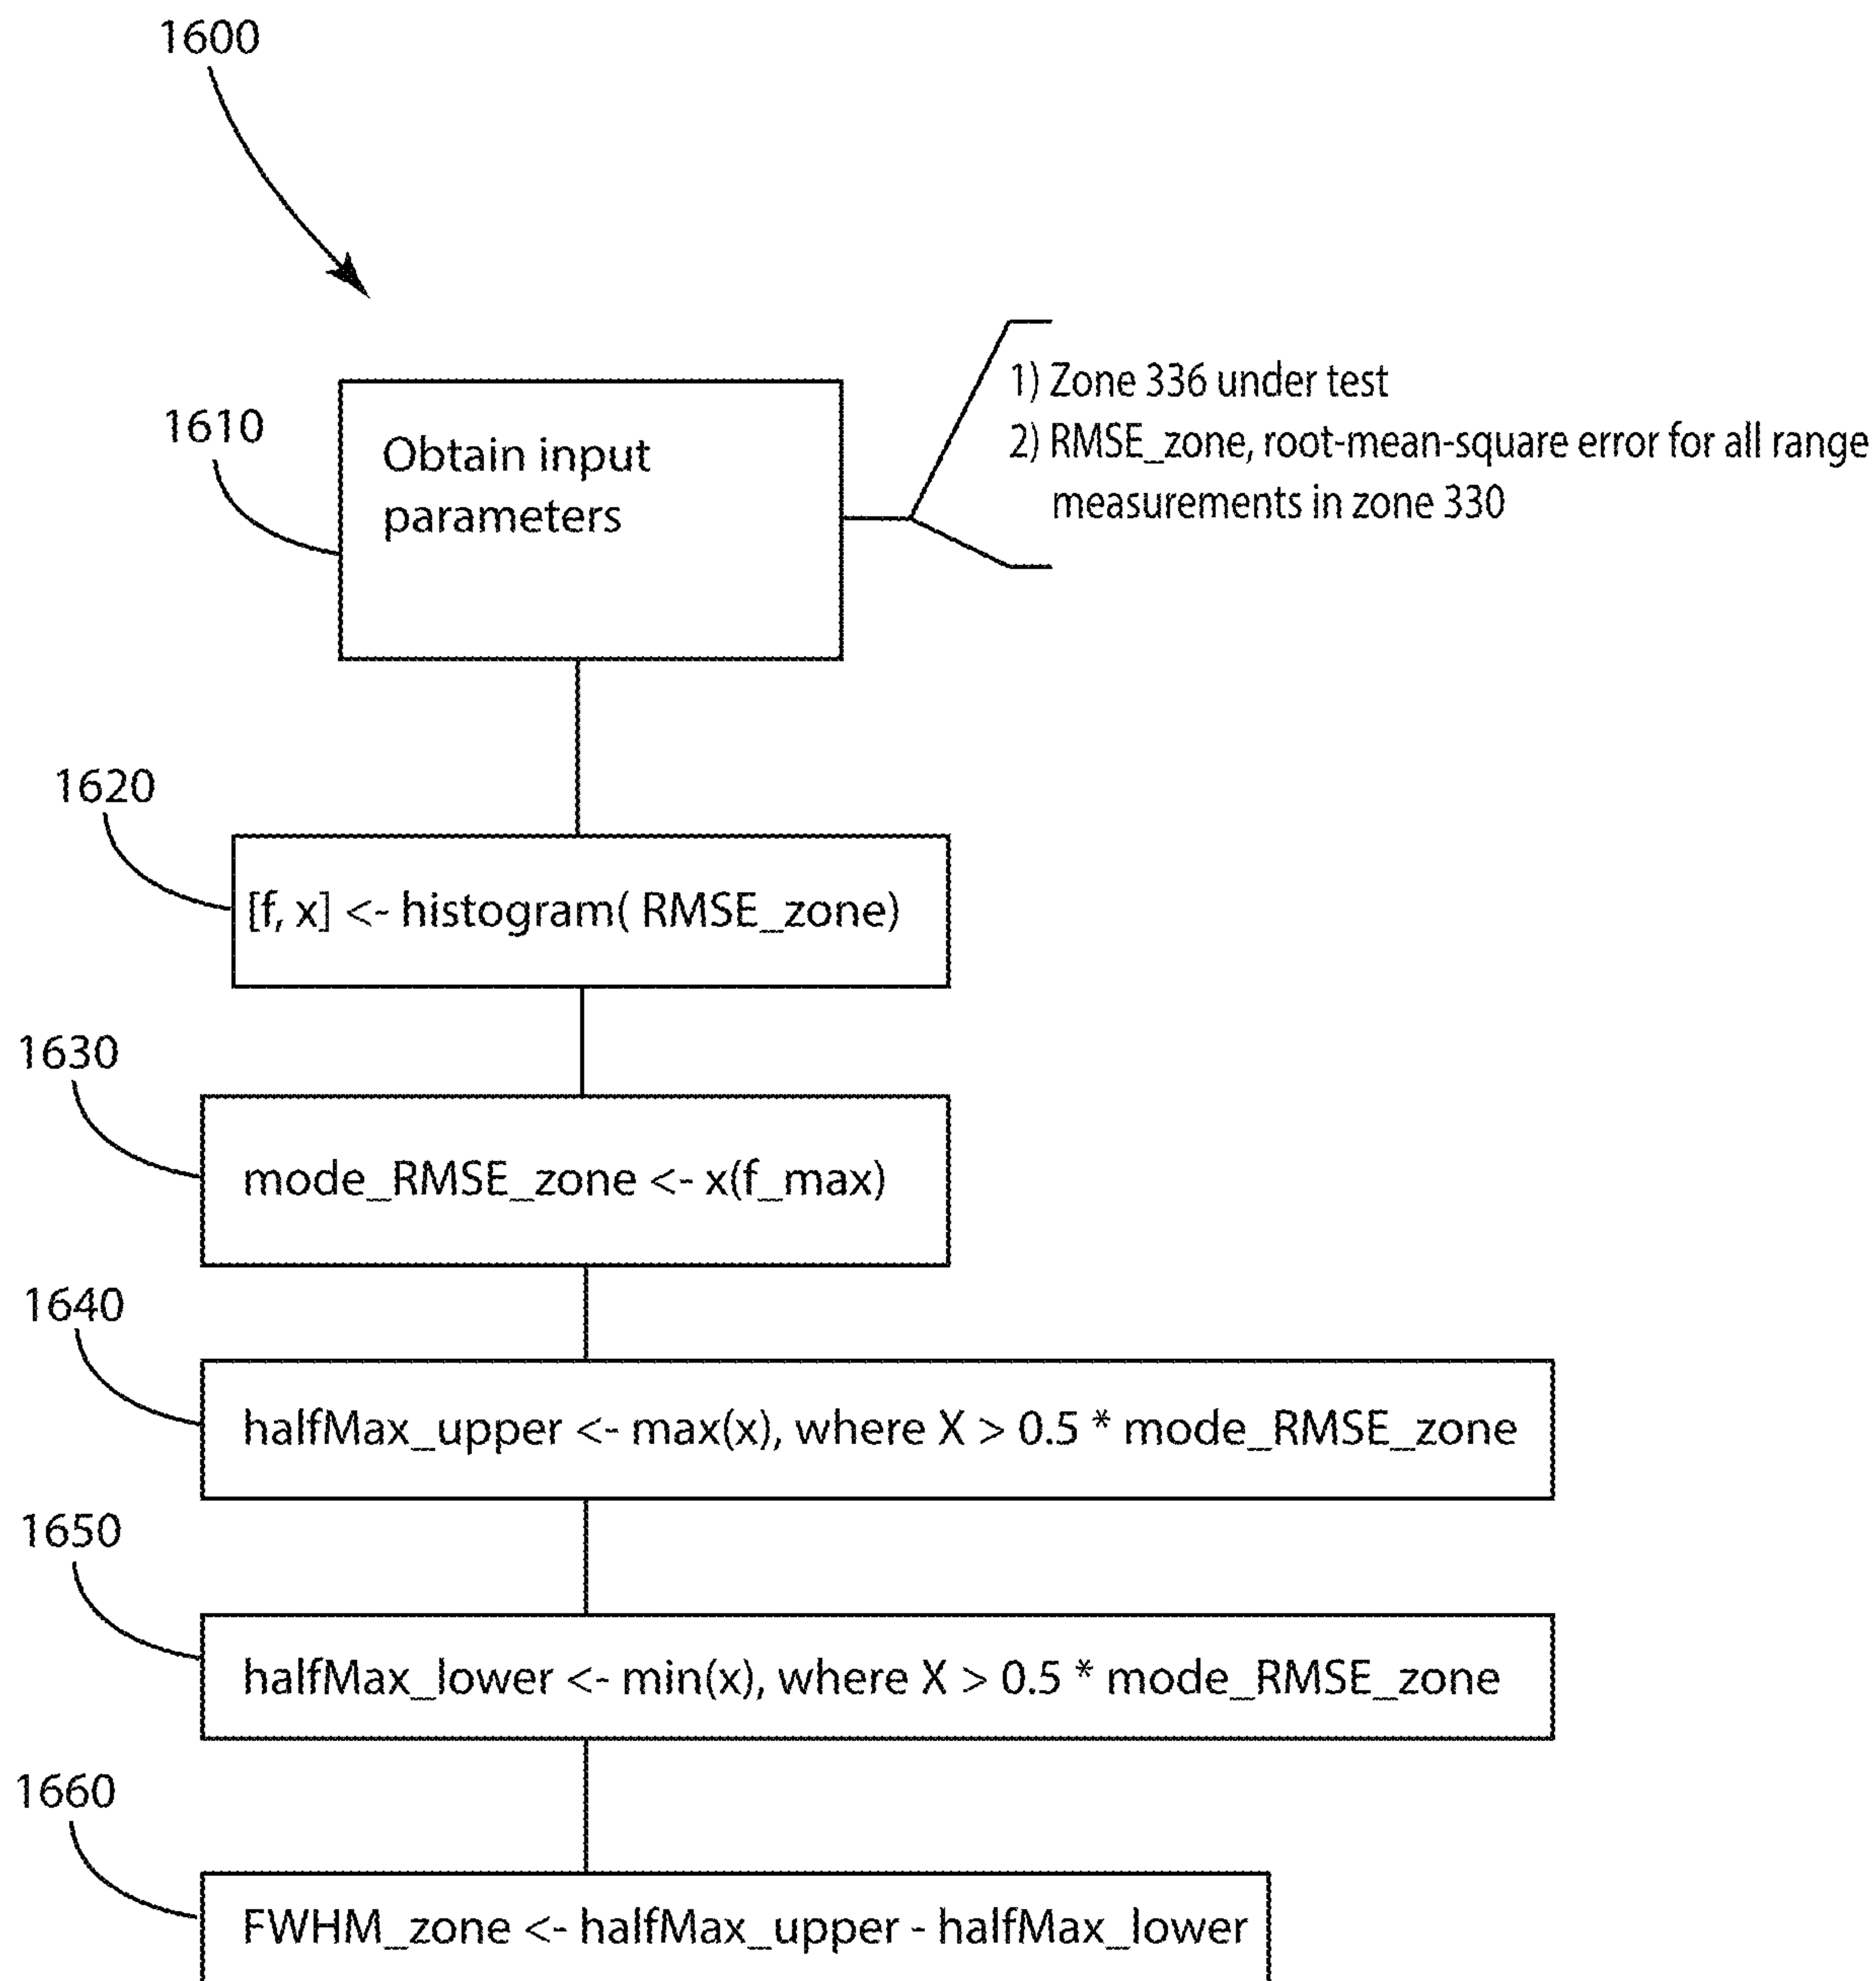 1600
1610
Obtain input
parameters
1) Zone 336 under test
2) RMSE_zone, root-mean-square error for all range
measurements in zone 330
1620
[f, x] <- histogram( RMSE_zone)
1630
mode_RMSE_zone <- x(f_max)
1640
halfMax_upper <- max(x), where X > 0.5 * mode_RMSE_zone
1650
halfMax_lower <- min(x), where X > 0.5 * mode_RMSE_zone
1660
FWHM_zone <- halfMax_upper - halfMax_lower